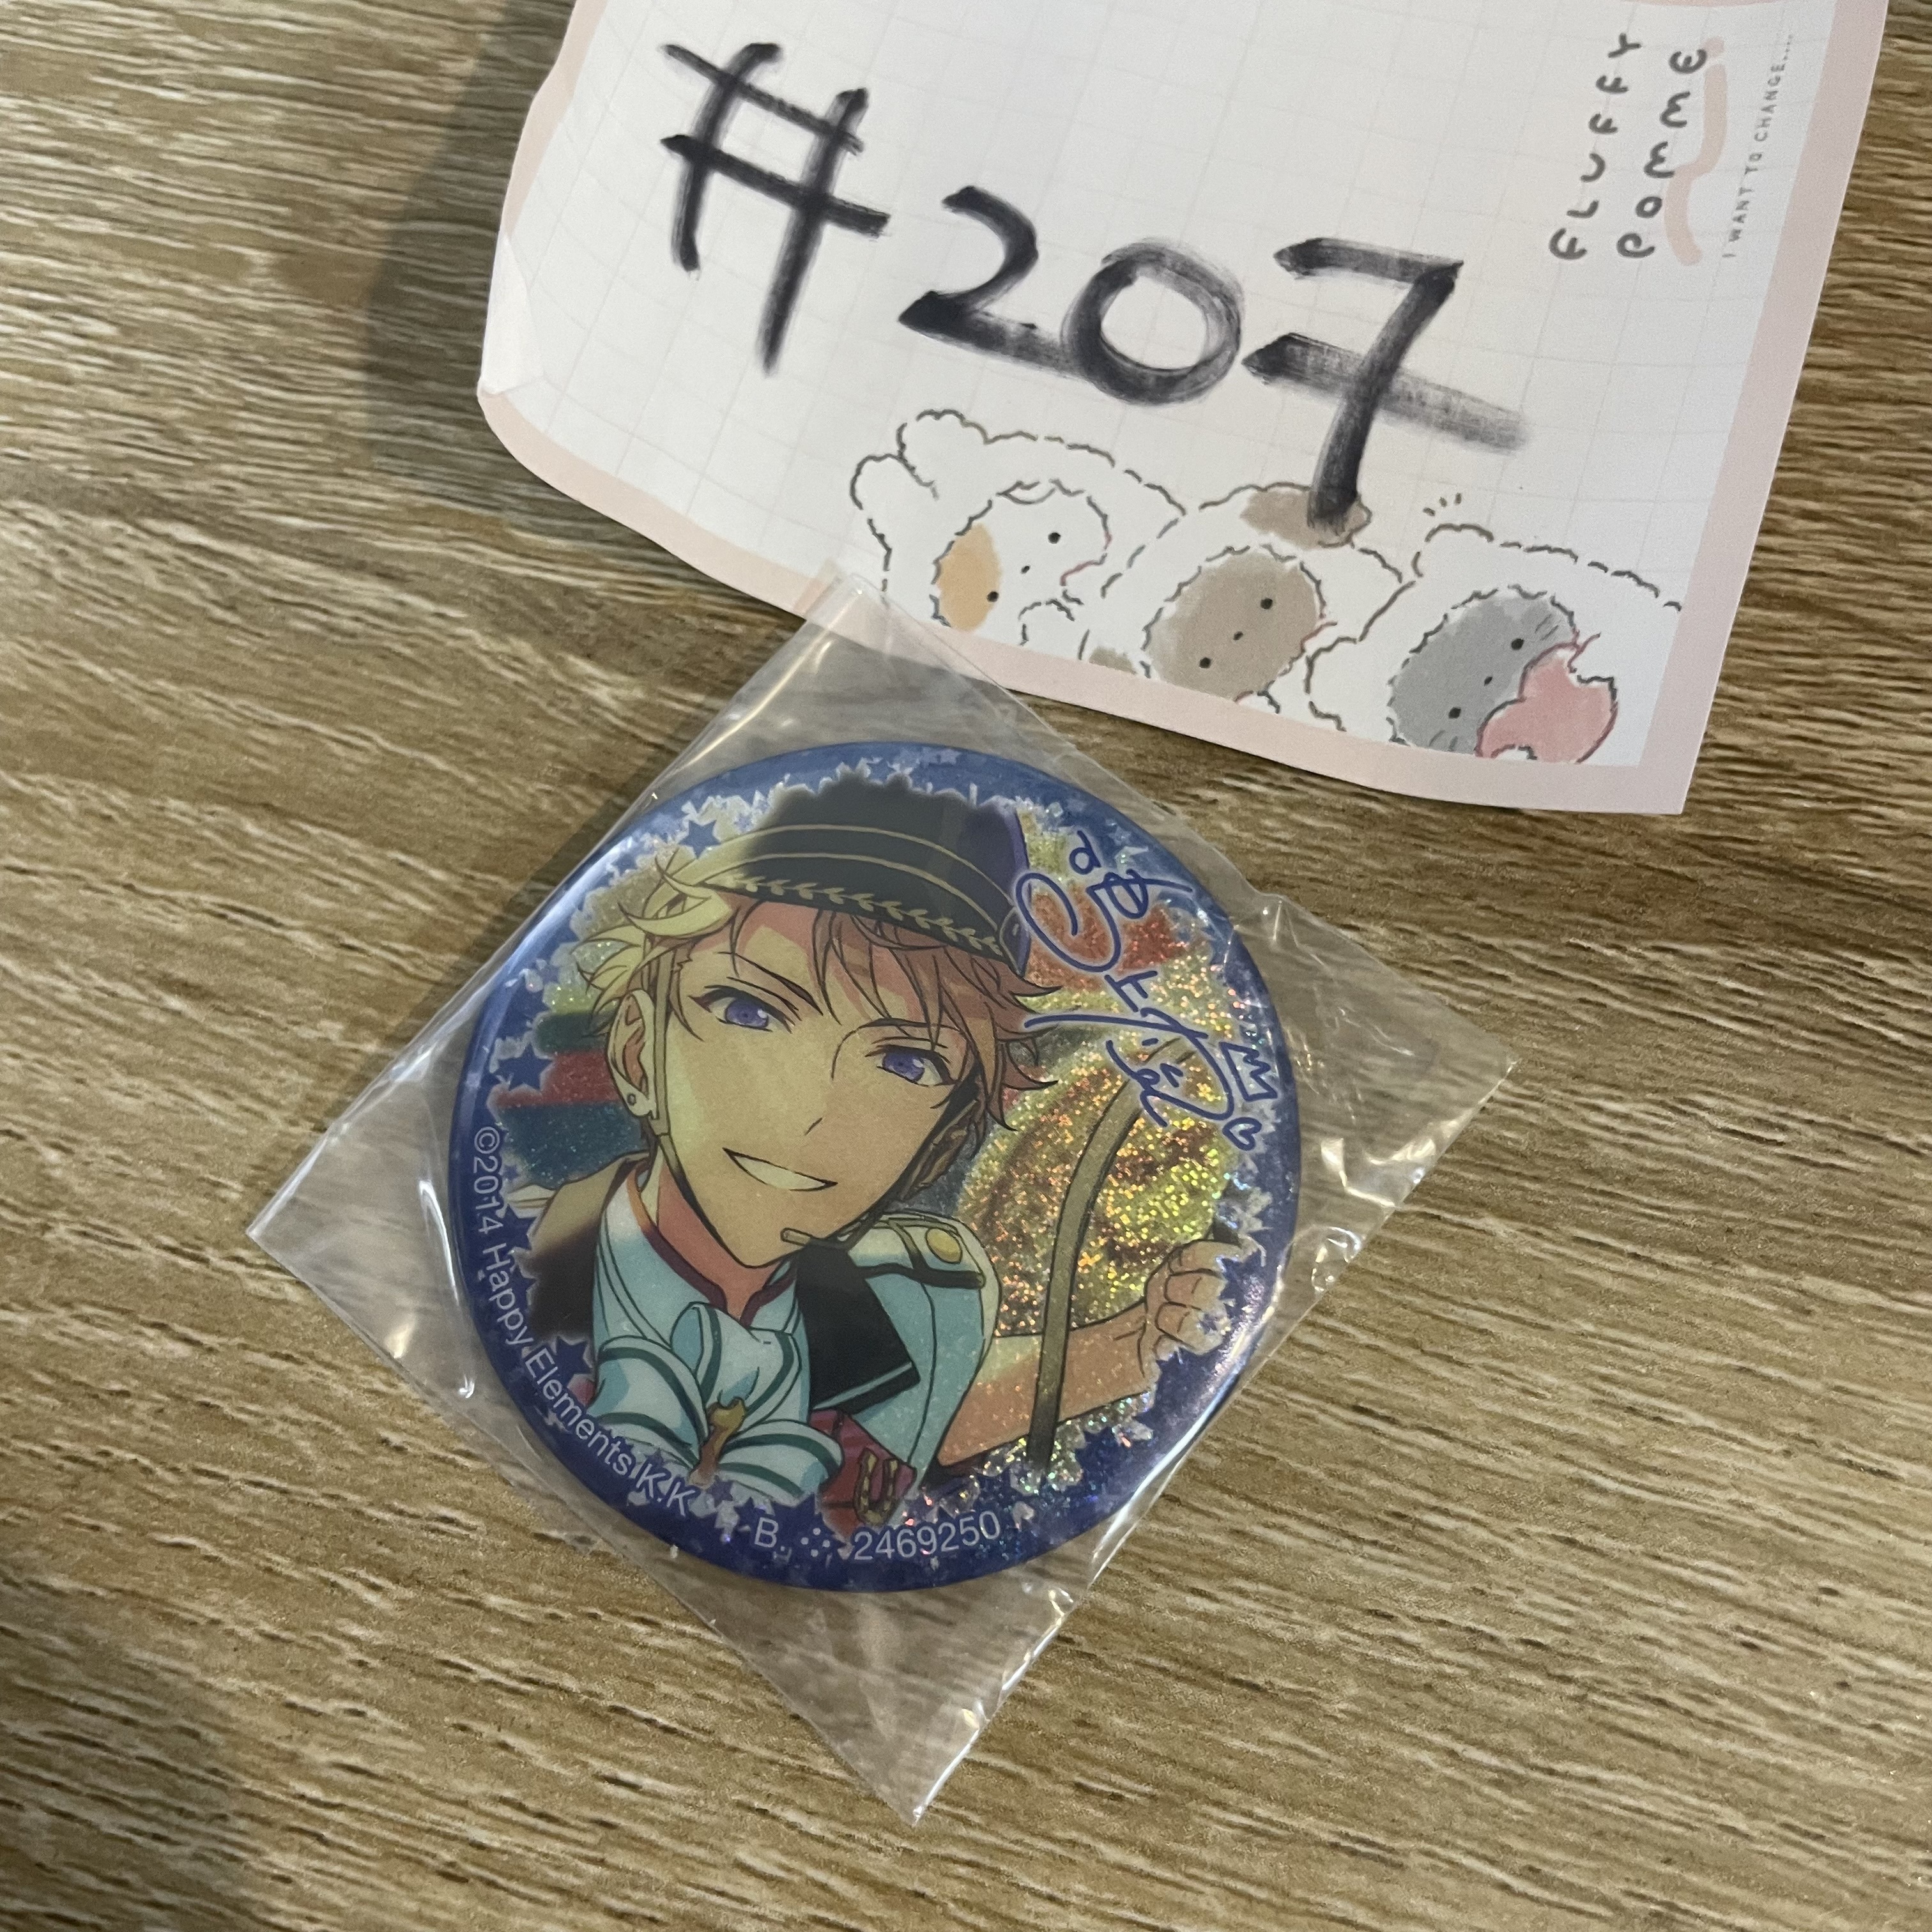 #207
FLUFFY
POMME
I WANT TO CHANGE....
©2014 Happy Elements K.K
B. 2469250